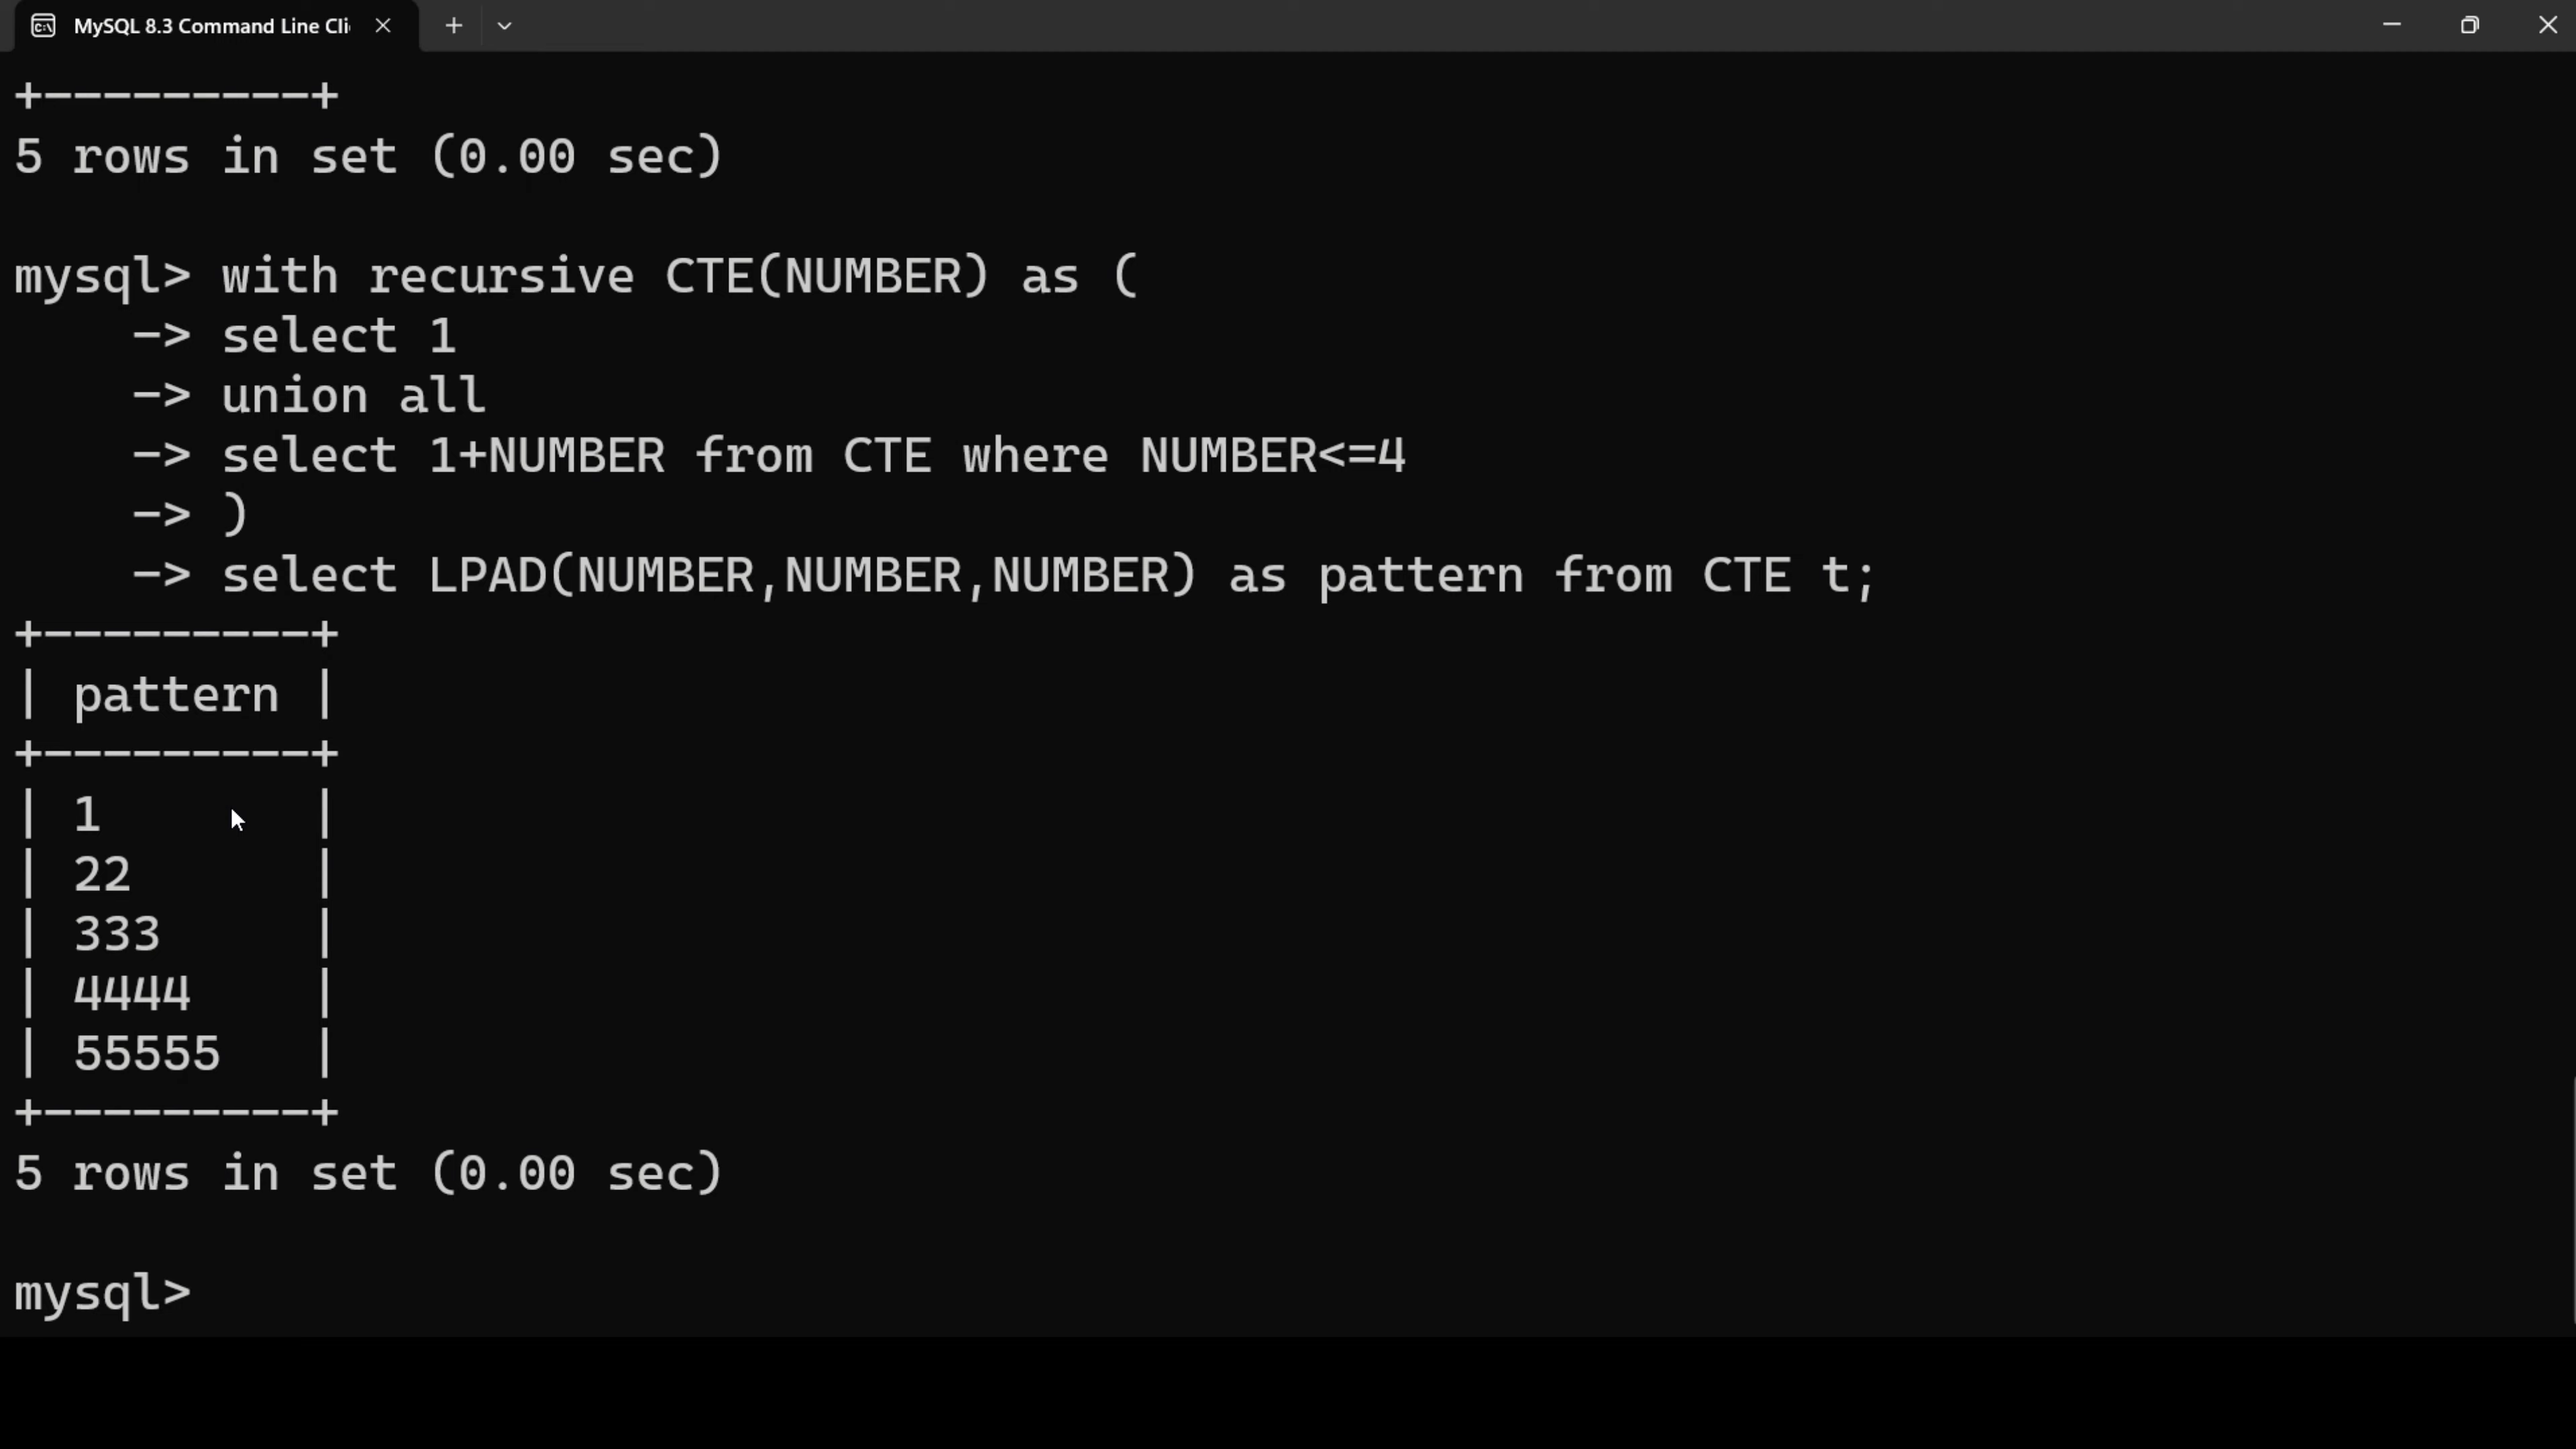 MySQL 8.3 Command Line Cli
+---------+
5 rows in set (0.00 sec)
mysql> with recursive CTE(NUMBER) as (
    -> select 1
    -> union all
    -> select 1+NUMBER from CTE where NUMBER<=4
    -> )
    -> select LPAD(NUMBER,NUMBER,NUMBER) as pattern from CTE t;
+---------+
| pattern |
+---------+
| 1       |
| 22      |
| 333     |
| 4444    |
| 55555   |
+---------+
5 rows in set (0.00 sec)
mysql>